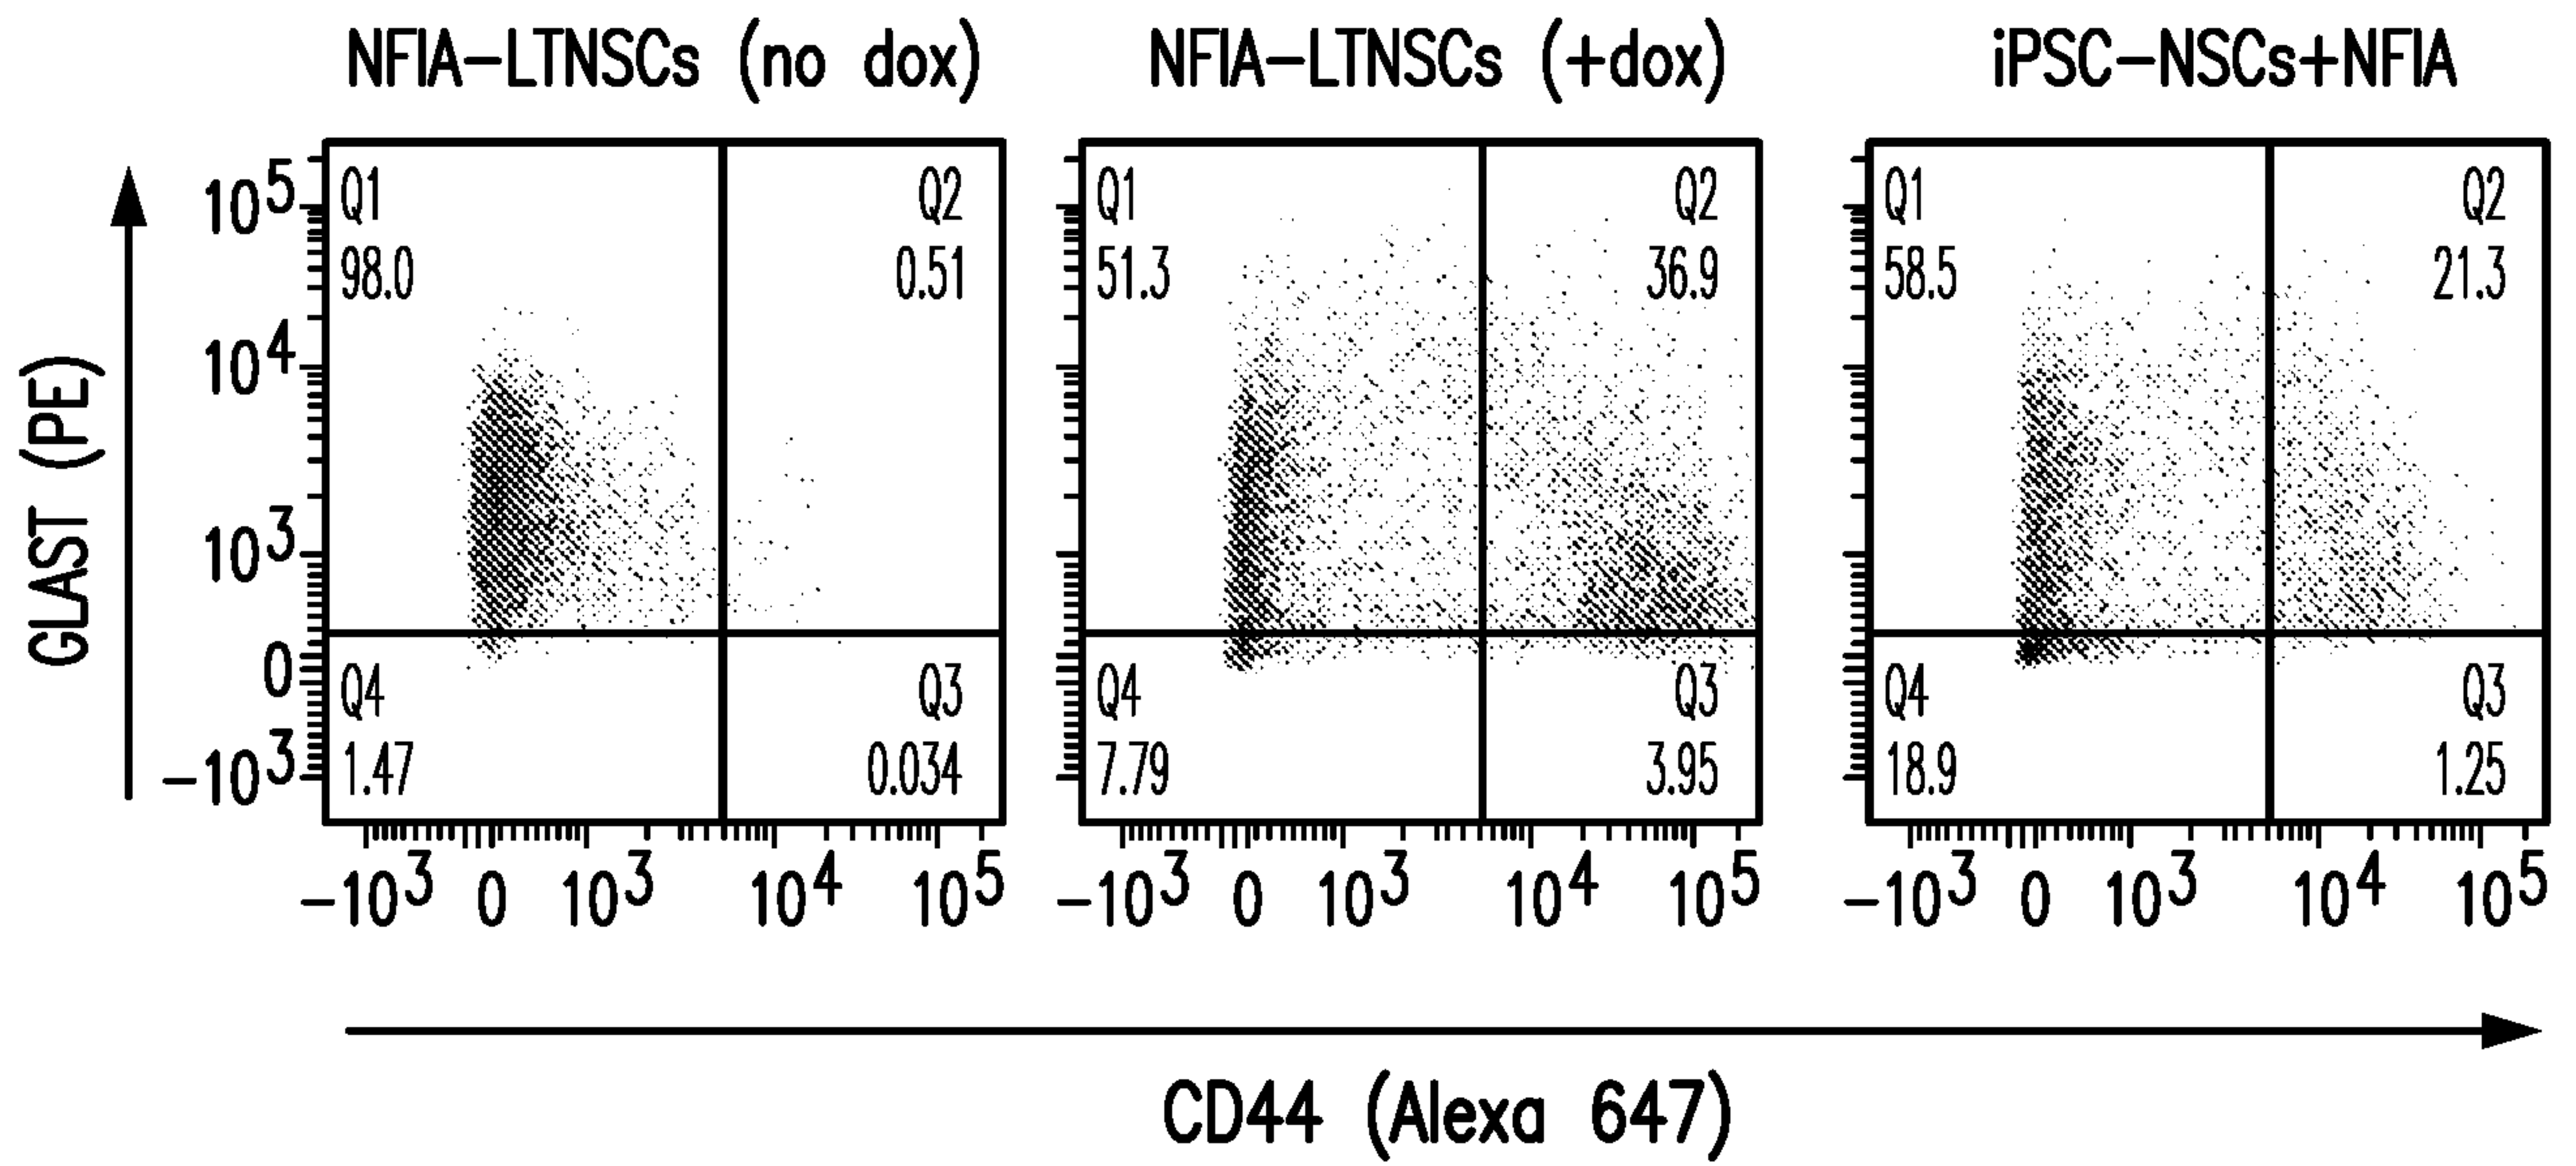 NFIA-LTNSCs (no dox)
NFIA-LTNSCs (+dox)
iPSC-NSCs+NFIA
GLAST (PE)
10^5
10^4
10^3
0
-10^3
Q1
98.0
Q2
0.51
Q4
1.47
Q3
0.034
-10^3 0 10^3 10^4 10^5
Q1
51.3
Q2
36.9
Q4
7.79
Q3
3.95
-10^3 0 10^3 10^4 10^5
Q1
58.5
Q2
21.3
Q4
18.9
Q3
1.25
-10^3 0 10^3 10^4 10^5
CD44 (Alexa 647)